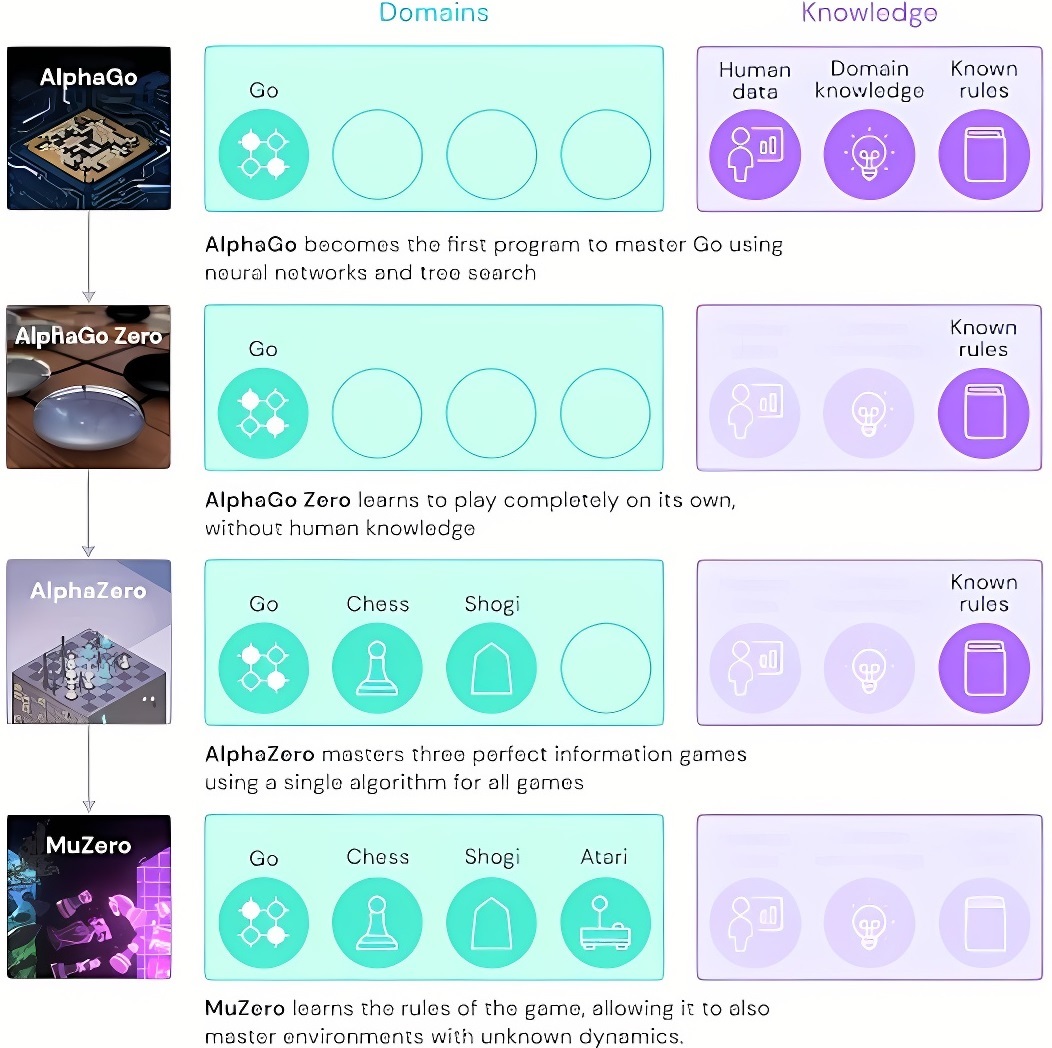 Domains
Knowledge
AlphaGo
Go
Human data
Domain knowledge
Known rules
AlphaGo becomes the first program to master Go using
neural networks and tree search
AlphaGo Zero
Go
Known rules
AlphaGo Zero learns to play completely on its own,
without human knowledge
AlphaZero
Go
Chess
Shogi
Known rules
AlphaZero masters three perfect information games
using a single algorithm for all games
MuZero
Go
Chess
Shogi
Atari
MuZero learns the rules of the game, allowing it to also
master environments with unknown dynamics.